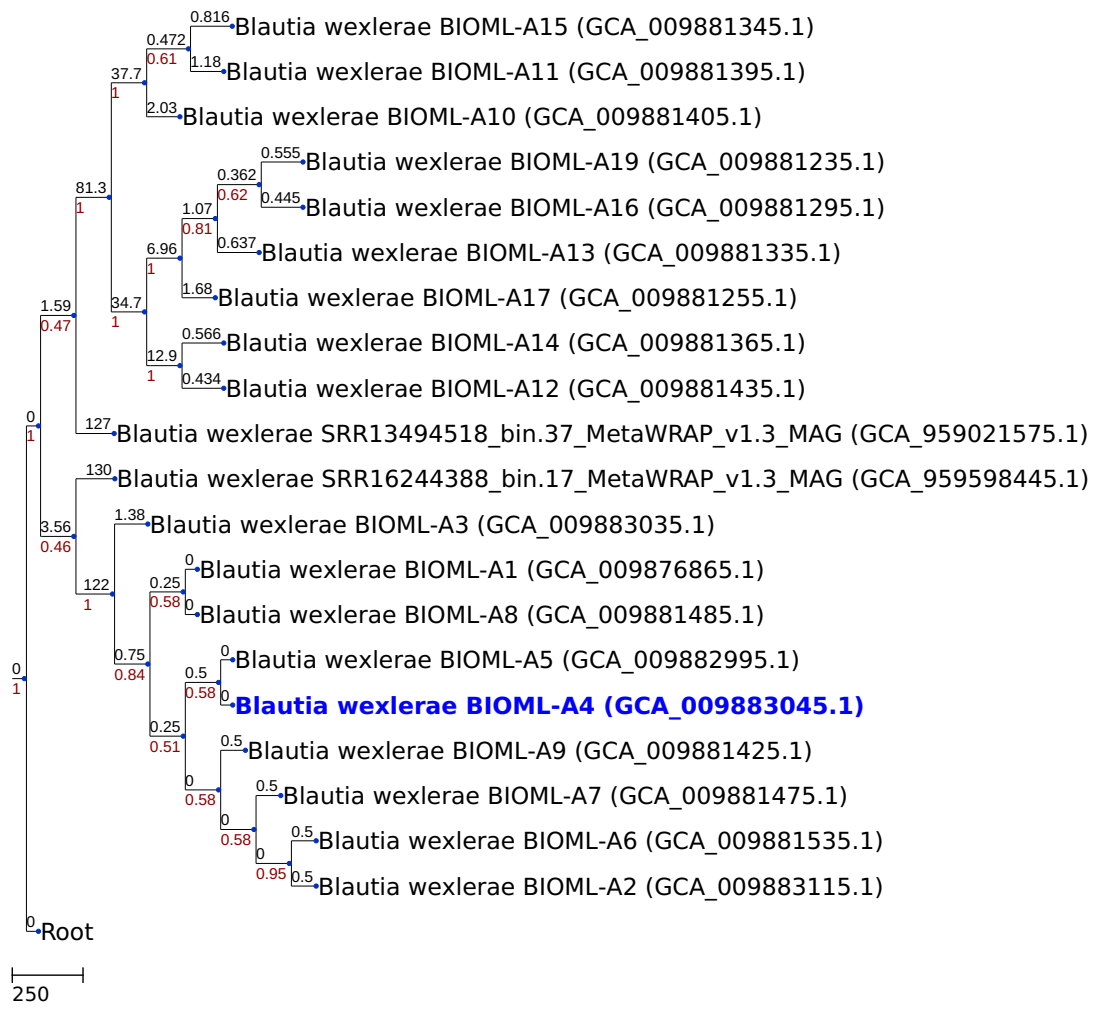 0.816 Blautia wexlerae BIOML-A15 (GCA_009881345.1)
0.472
0.61
1.18 Blautia wexlerae BIOML-A11 (GCA_009881395.1)
37.7
1
2.03 Blautia wexlerae BIOML-A10 (GCA_009881405.1)
0.555 Blautia wexlerae BIOML-A19 (GCA_009881235.1)
0.362
0.62
81.3
1
0.445 Blautia wexlerae BIOML-A16 (GCA_009881295.1)
1.07
0.81
0.637 Blautia wexlerae BIOML-A13 (GCA_009881335.1)
6.96
1
1.68 Blautia wexlerae BIOML-A17 (GCA_009881255.1)
34.7
1
1.59
0.47
0.566 Blautia wexlerae BIOML-A14 (GCA_009881365.1)
12.9
1
0.434 Blautia wexlerae BIOML-A12 (GCA_009881435.1)
0
1
127 Blautia wexlerae SRR13494518_bin.37_MetaWRAP_v1.3_MAG (GCA_959021575.1)
130 Blautia wexlerae SRR16244388_bin.17_MetaWRAP_v1.3_MAG (GCA_959598445.1)
3.56
0.46
1.38 Blautia wexlerae BIOML-A3 (GCA_009883035.1)
0 Blautia wexlerae BIOML-A1 (GCA_009876865.1)
122
1
0.25
0.58
0 Blautia wexlerae BIOML-A8 (GCA_009881485.1)
0.75
0.84
0 Blautia wexlerae BIOML-A5 (GCA_009882995.1)
0
1
0.5
0.58
0 Blautia wexlerae BIOML-A4 (GCA_009883045.1)
0.25
0.51
0.5 Blautia wexlerae BIOML-A9 (GCA_009881425.1)
0
0.58
0.5 Blautia wexlerae BIOML-A7 (GCA_009881475.1)
0
0.58
0.5 Blautia wexlerae BIOML-A6 (GCA_009881535.1)
0
0.95
0.5 Blautia wexlerae BIOML-A2 (GCA_009883115.1)
0 Root
250